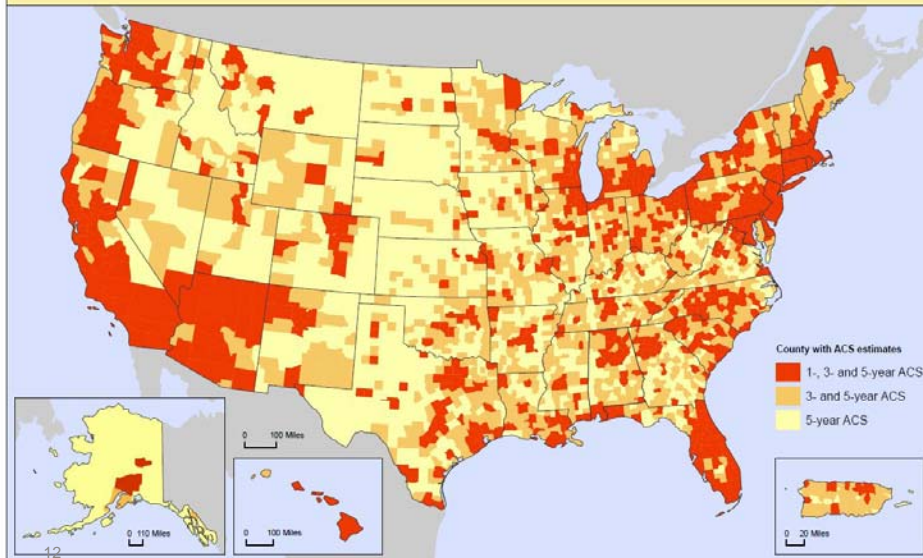 County with ACS estimates
1-, 3- and 5-year ACS
3- and 5-year ACS
5-year ACS
0 100 Miles
0 110 Miles
0 100 Miles
0 20 Miles
12